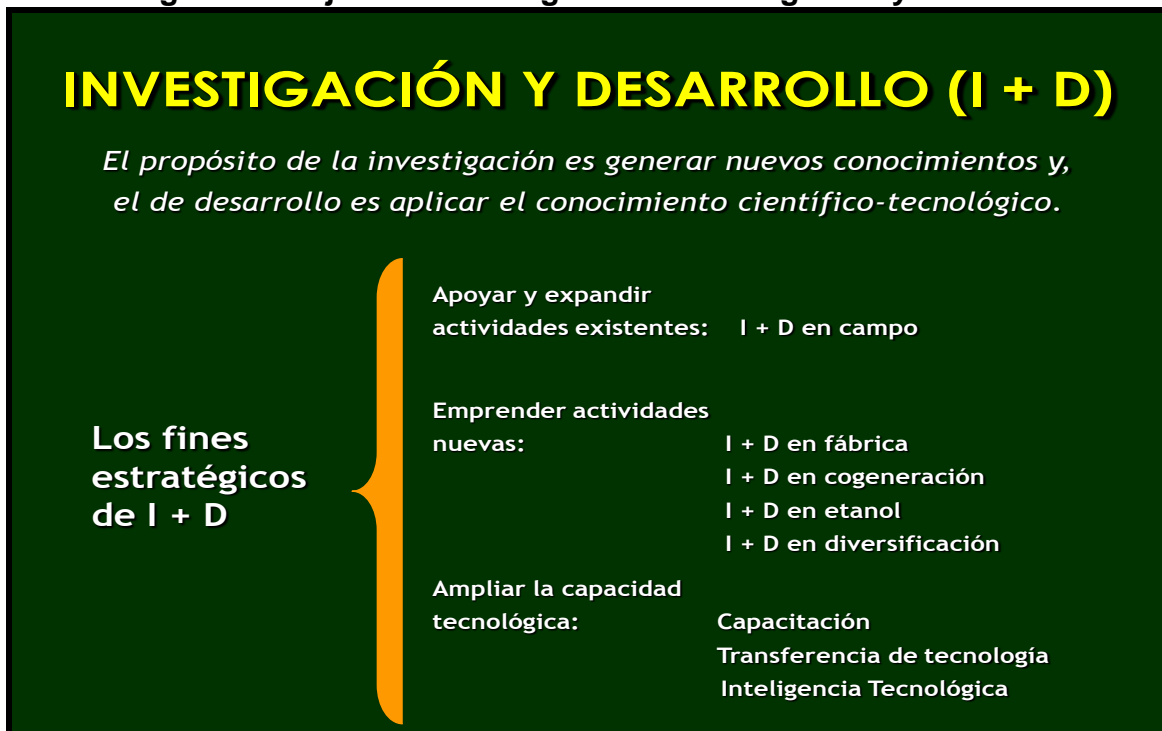 INVESTIGACIÓN Y DESARROLLO (I + D)
El propósito de la investigación es generar nuevos conocimientos y,
el de desarrollo es aplicar el conocimiento científico-tecnológico.
Los fines
estratégicos
de I + D
Apoyar y expandir
actividades existentes: I + D en campo
Emprender actividades
nuevas: I + D en fábrica
I + D en cogeneración
I + D en etanol
I + D en diversificación
Ampliar la capacidad
tecnológica: Capacitación
Transferencia de tecnología
Inteligencia Tecnológica